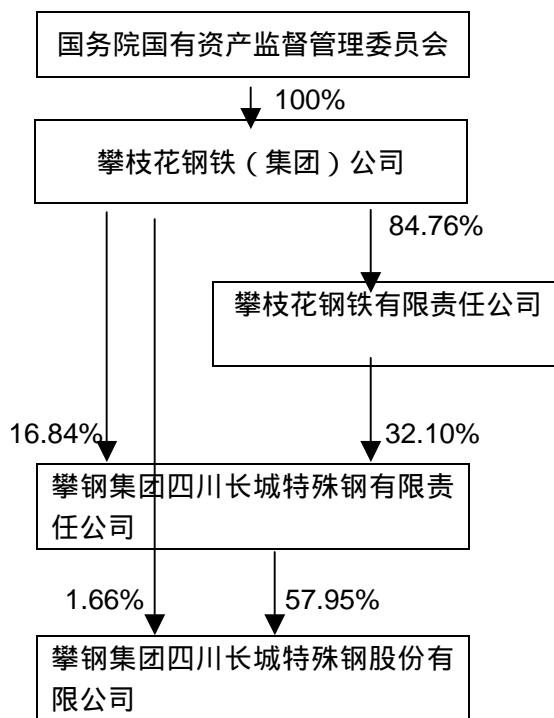 国务院国有资产监督管理委员会
100%
攀枝花钢铁（集团）公司
84.76%
攀枝花钢铁有限责任公司
16.84%
32.10%
攀钢集团四川长城特殊钢有限责
任公司
1.66%
57.95%
攀钢集团四川长城特殊钢股份有
限公司